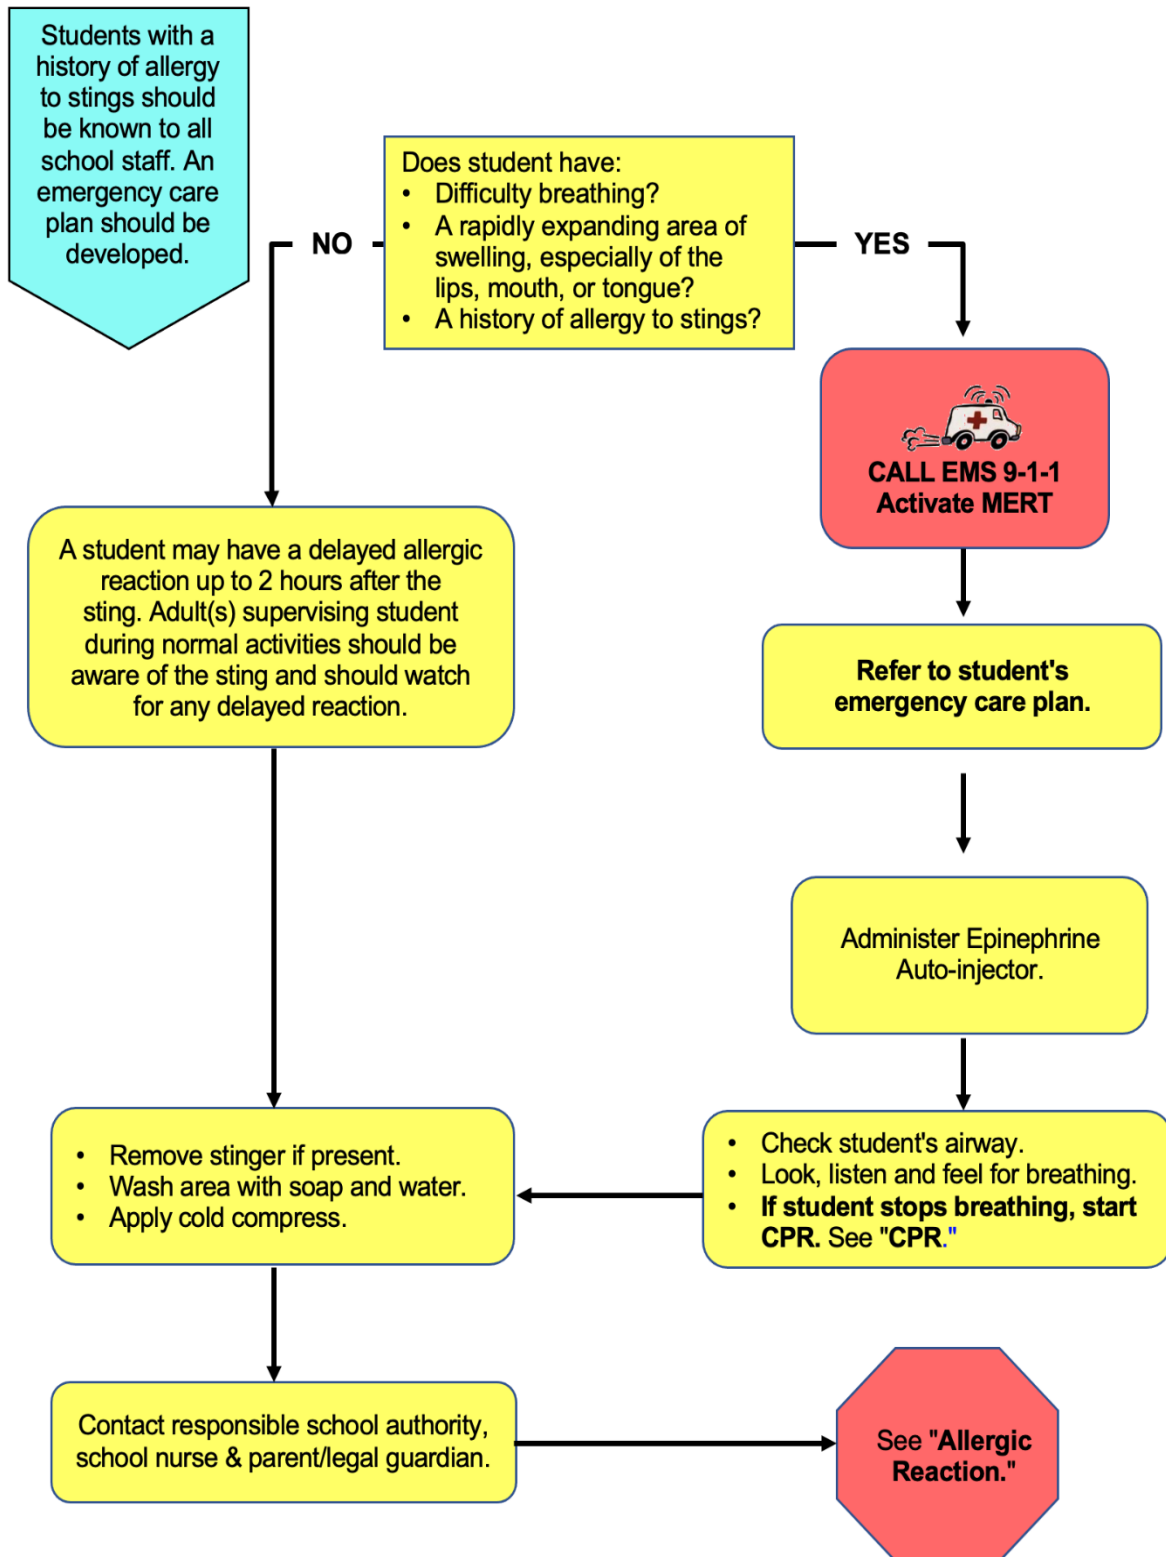 Students with a
history of allergy
to stings should
be known to all
school staff. An
emergency care
plan should be
developed.
Does student have:
• Difficulty breathing?
• A rapidly expanding area of
swelling, especially of the
lips, mouth, or tongue?
• A history of allergy to stings?
NO
YES
CALL EMS 9-1-1
Activate MERT
A student may have a delayed allergic
reaction up to 2 hours after the
sting. Adult(s) supervising student
during normal activities should be
aware of the sting and should watch
for any delayed reaction.
Refer to student's
emergency care plan.
Administer Epinephrine
Auto-injector.
• Remove stinger if present.
• Wash area with soap and water.
• Apply cold compress.
• Check student's airway.
• Look, listen and feel for breathing.
• If student stops breathing, start
CPR. See "CPR."
Contact responsible school authority,
school nurse & parent/legal guardian.
See "Allergic
Reaction."